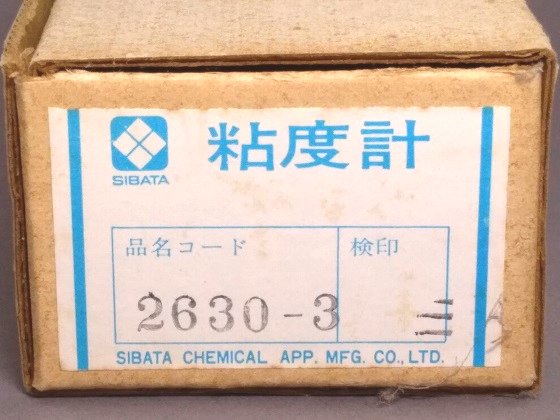 粘度計
SIBATA
品名コード 検印
2630-3 三
SIBATA CHEMICAL APP. MFG. CO., LTD.